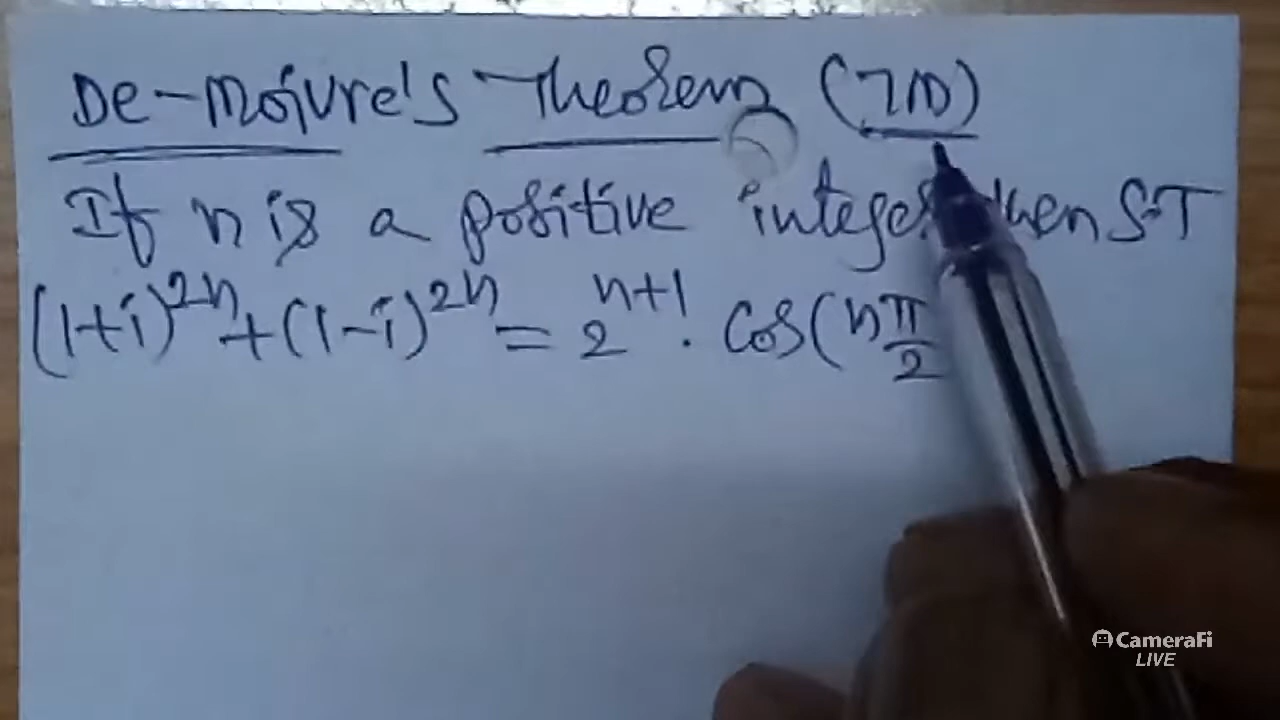 De-Moivre's Theorem (7M)
If n is a positive integer then S.T
(1+i)^2n + (1-i)^2n = 2^n+1 . Cos(nπ/2
CameraFi
LIVE